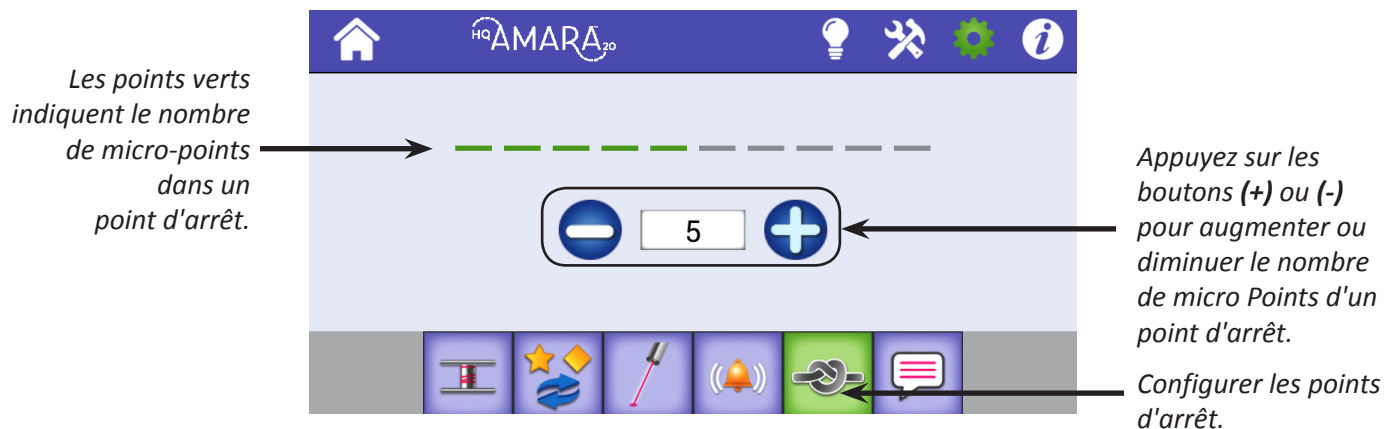 HQ AMARA 20
Les points verts
indiquent le nombre
de micro-points
dans un
point d'arrêt.
5
Appuyez sur les
boutons (+) ou (-)
pour augmenter ou
diminuer le nombre
de micro Points d'un
point d'arrêt.
Configurer les points
d'arrêt.